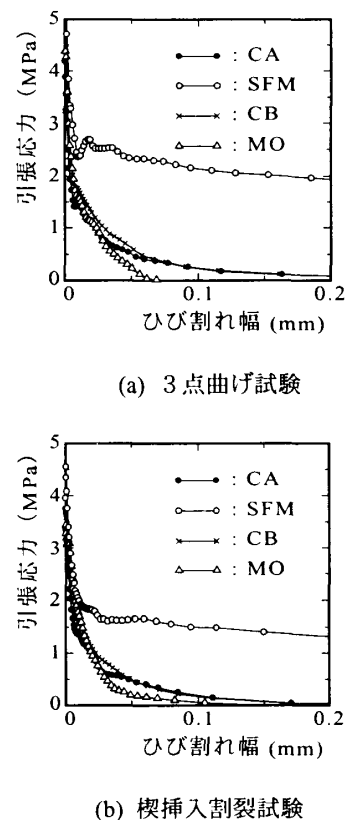 5
4
3
2
1
0
引張応力 (MPa)
: CA
: SFM
: CB
: MO
0
0.1
0.2
ひび割れ幅 (mm)
(a) 3点曲げ試験
5
4
3
2
1
0
引張応力 (MPa)
: CA
: SFM
: CB
: MO
0
0.1
0.2
ひび割れ幅 (mm)
(b) 楔挿入割裂試験